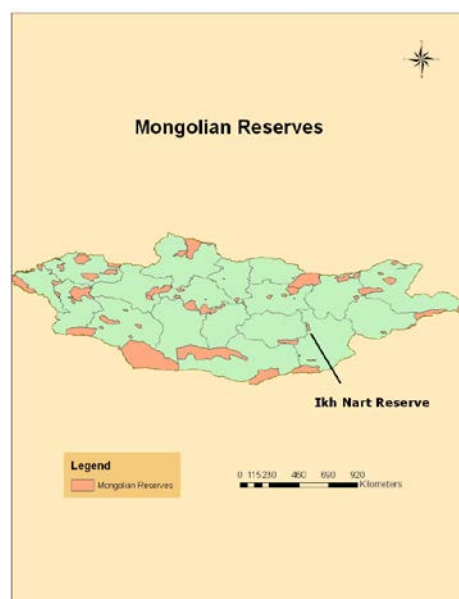 Mongolian Reserves
Ikh Nart Reserve
Legend
Mongolian Reserves
0 115 230 460 690 920
Kilometers